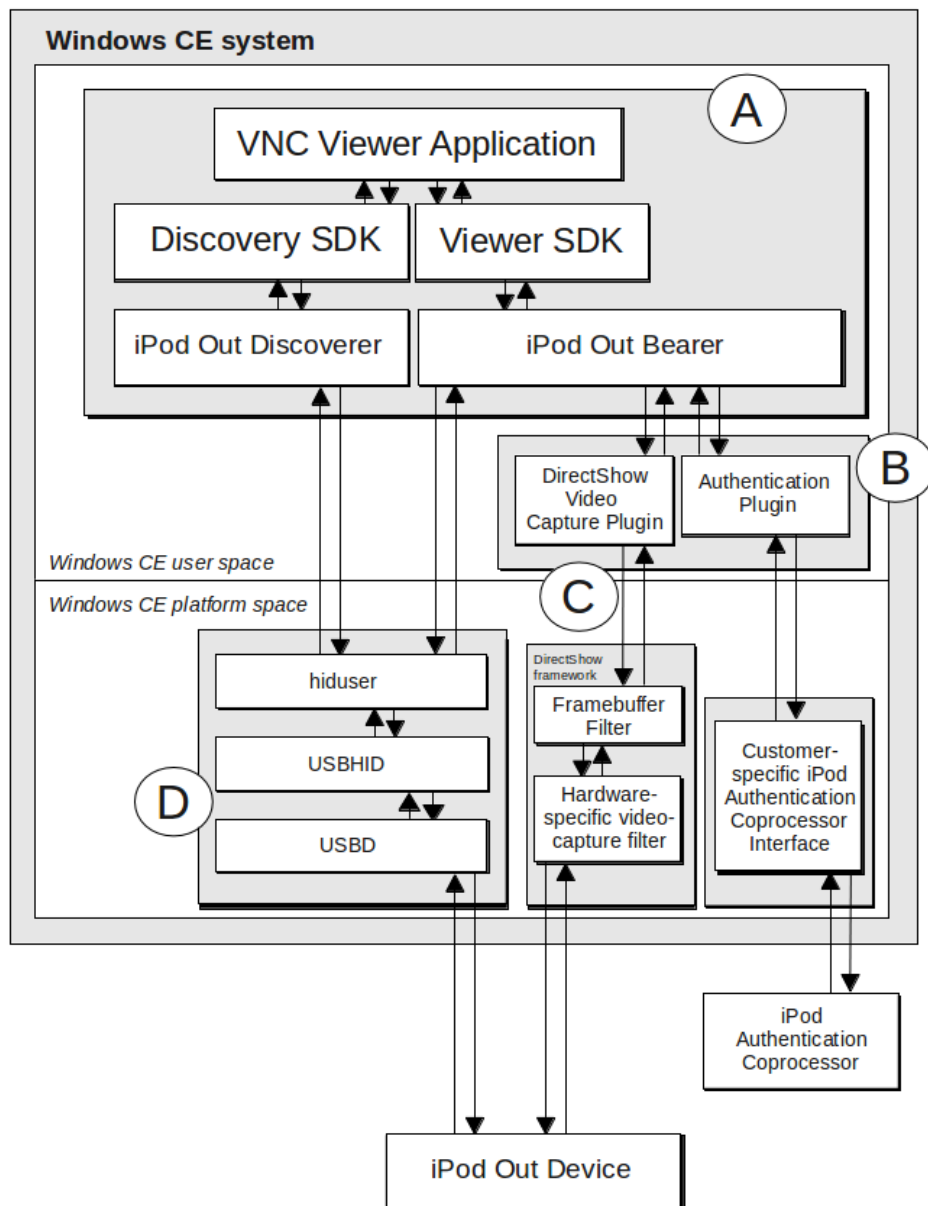 Windows CE system
A
VNC Viewer Application
Discovery SDK
Viewer SDK
iPod Out Discoverer
iPod Out Bearer
B
DirectShow
Video
Capture Plugin
Authentication
Plugin
Windows CE user space
C
Windows CE platform space
DirectShow
framework
hiduser
Framebuffer
Filter
USBHID
D
USBD
Hardware-
specific video-
capture filter
Customer-
specific iPod
Authentication
Coprocessor
Interface
iPod
Authentication
Coprocessor
iPod Out Device